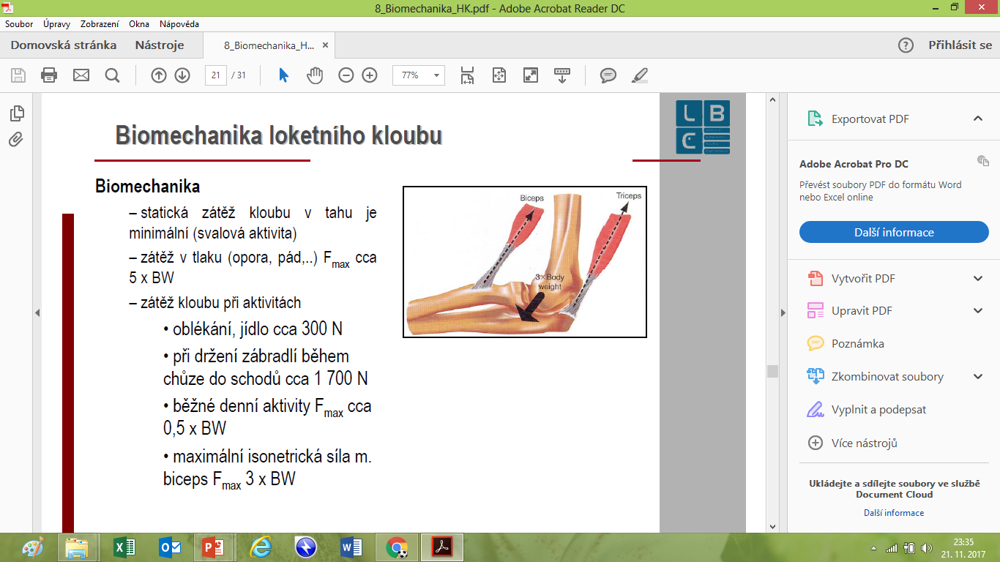 8_Biomechanika_HK.pdf - Adobe Acrobat Reader DC
Soubor Úpravy Zobrazení Okna Nápověda
Domovská stránka Nástroje 8_Biomechanika_H... × Přihlásit se
21 / 31 77%
Biomechanika loketního kloubu
L B C
Biomechanika
– statická zátěž kloubu v tahu je
minimální (svalová aktivita)
– zátěž v tlaku (opora, pád,..) Fmax cca
5 x BW
– zátěž kloubu při aktivitách
• oblékání, jídlo cca 300 N
• při držení zábradlí během
chůze do schodů cca 1 700 N
• běžné denní aktivity Fmax cca
0,5 x BW
• maximální isonetrická síla m.
biceps Fmax 3 x BW
Biceps
Triceps
3×Body
weight
Exportovat PDF
Adobe Acrobat Pro DC
Převést soubory PDF do formátu Word
nebo Excel online
Další informace
Vytvořit PDF
Upravit PDF
Poznámka
Zkombinovat soubory
Vyplnit a podepsat
Více nástrojů
Ukládejte a sdílejte soubory ve službě
Document Cloud
Další informace
23:35
21. 11. 2017